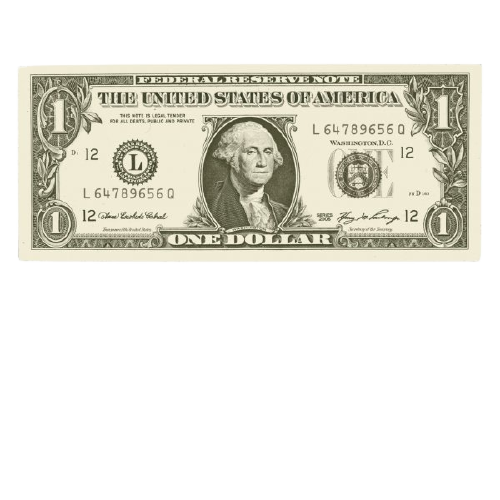 FEDERAL RESERVE NOTE
THE UNITED STATES OF AMERICA
1
1
THIS NOTE IS LEGAL TENDER
FOR ALL DEBTS, PUBLIC AND PRIVATE
L 64789656 Q
WASHINGTON, D.C.
12
L
12
L 64789656 Q
12
12
SERIES
1
1
Treasurer of the United States
Secretary of the Treasury
ONE DOLLAR
ONE